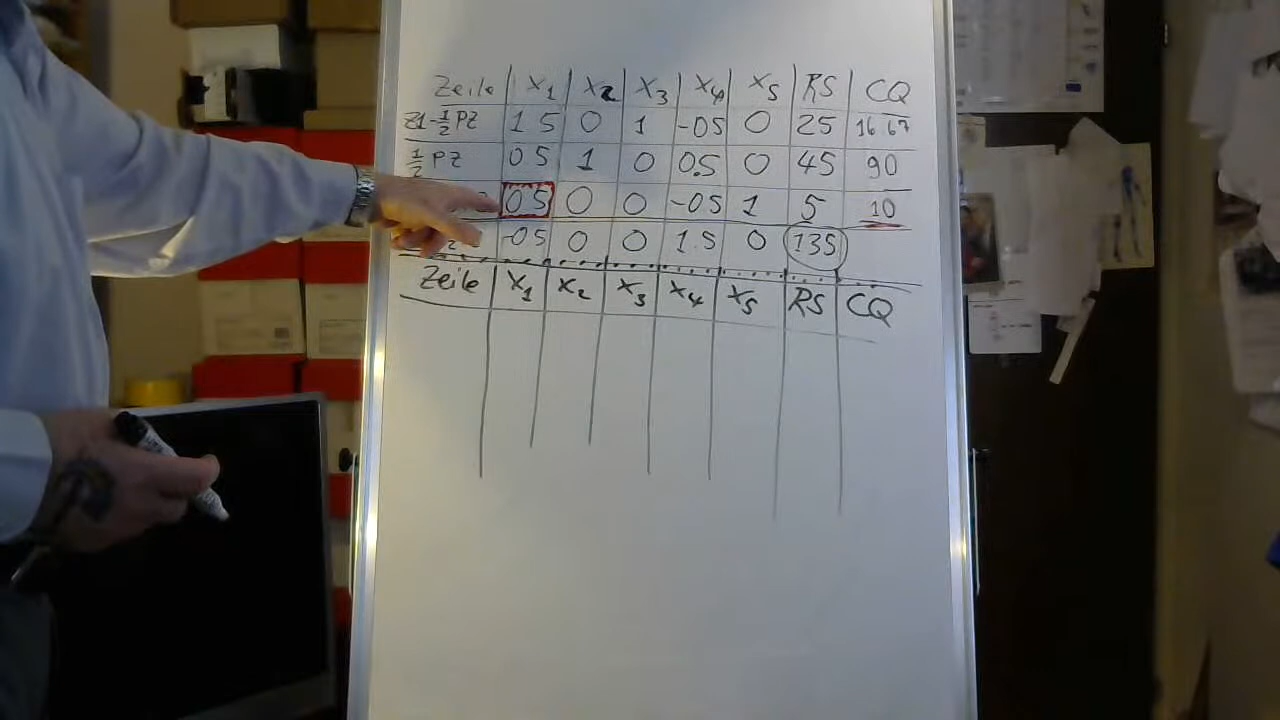 Zeile X1 X2 X3 X4 X5 RS CQ
Z1-½PZ 1.5 0 1 -0.5 0 25 16.67
½PZ 0.5 1 0 0.5 0 45 90
0.5 0 0 -0.5 1 5 10
-0.5 0 0 1.5 0 135
Zeile X1 X2 X3 X4 X5 RS CQ